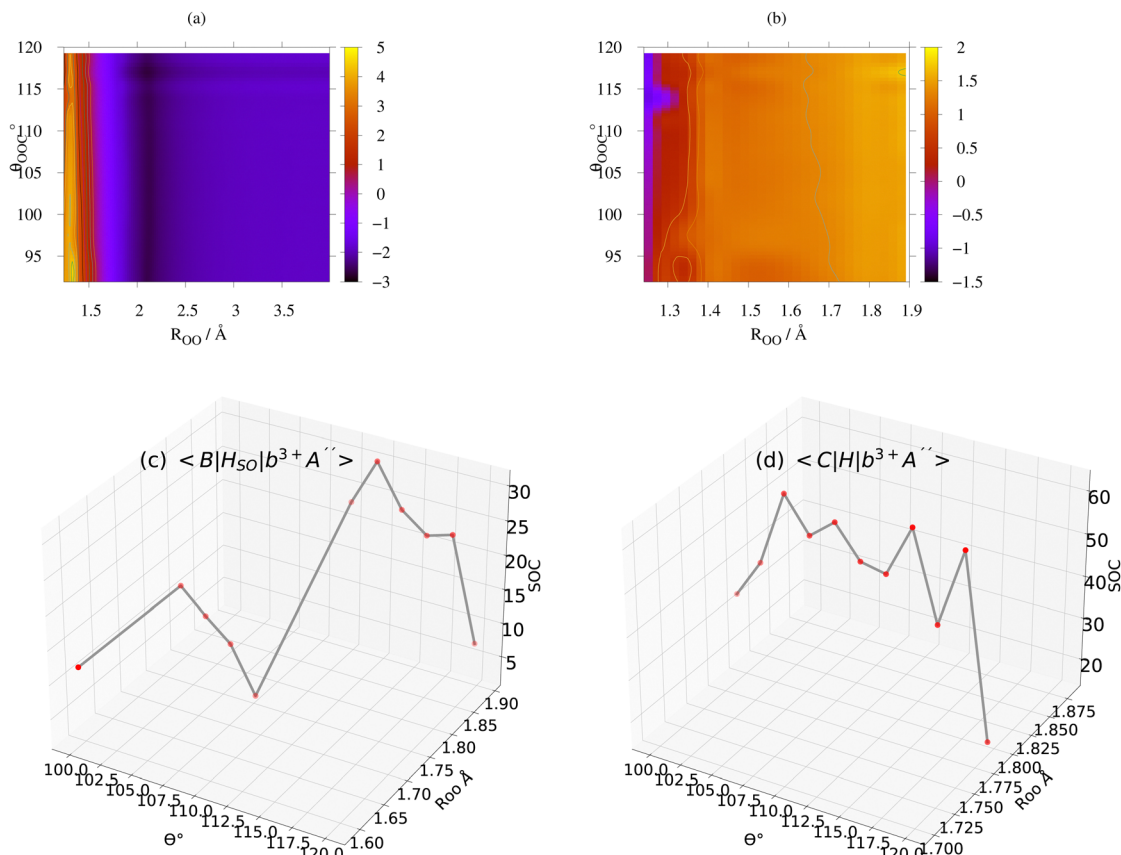 (a)
120
115
110
105
100
95
θOOC°
1.5 2 2.5 3 3.5
ROO / Å
5
4
3
2
1
0
−1
−2
−3
(b)
120
115
110
105
100
95
θOOC°
1.3 1.4 1.5 1.6 1.7 1.8 1.9
ROO / Å
2
1.5
1
0.5
0
−0.5
−1
−1.5
(c) <B|HSO|b³⁺A´´>
30
25
20
15
10
5
SOC
100.0 102.5 105.0 107.5 110.0 112.5 115.0 117.5 120.0
Θ°
1.60 1.65 1.70 1.75 1.80 1.85 1.90
Roo Å
(d) <C|H|b³⁺A´´>
60
50
40
30
20
SOC
100.0 102.5 105.0 107.5 110.0 112.5 115.0 117.5 120.0
Θ°
1.700 1.725 1.750 1.775 1.800 1.825 1.850 1.875
Roo Å